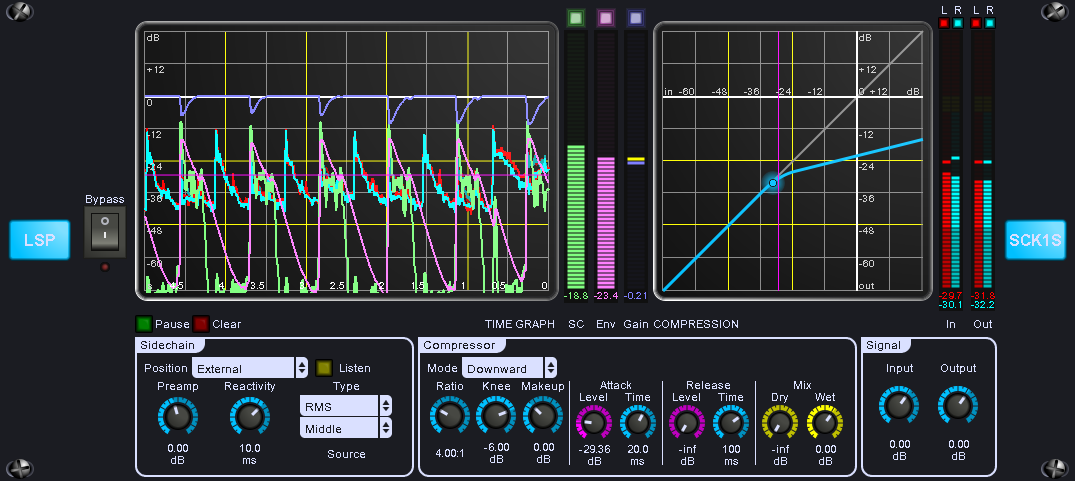 L R L R
dB
+12
0
-12
-24
-36
-48
-60
s 4.5 3.5 2.5 1.5 0.5 0
dB
+12
in -60 -48 -36 -24 -12 0 +12 dB
-12
-24
-36
-48
-60
out
Bypass
LSP
SCK1S
-18.8 -23.4 -0.21
-29.7 -31.6
-30.1 -32.2
Pause Clear TIME GRAPH SC Env Gain COMPRESSION In Out
Sidechain
Position External Listen
Preamp Reactivity Type
RMS
Middle
0.00 10.0 Source
dB ms
Compressor
Mode Downward
Ratio Knee Makeup
4.00:1 -6.00 0.00
dB dB
Attack
Level Time
-29.36 20.0
dB ms
Release
Level Time
-inf 100
dB ms
Mix
Dry Wet
-inf 0.00
dB dB
Signal
Input Output
0.00 0.00
dB dB